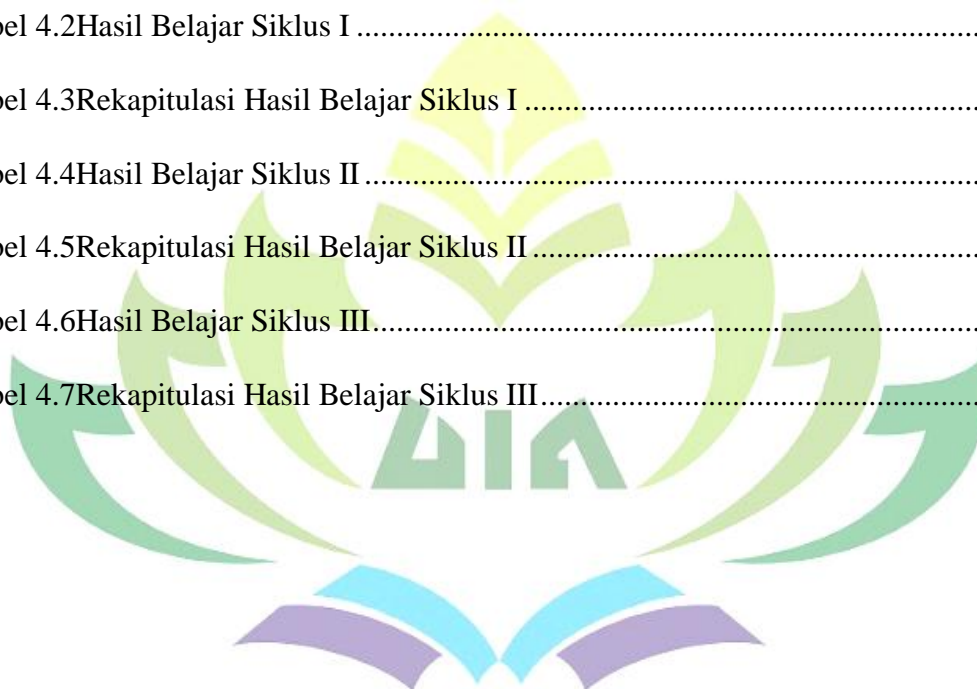 bel 4.2Hasil Belajar Siklus I ..........................................................................
bel 4.3Rekapitulasi Hasil Belajar Siklus I .....................................................
bel 4.4Hasil Belajar Siklus II .........................................................................
bel 4.5Rekapitulasi Hasil Belajar Siklus II ....................................................
bel 4.6Hasil Belajar Siklus III........................................................................
bel 4.7Rekapitulasi Hasil Belajar Siklus III...................................................
UIN